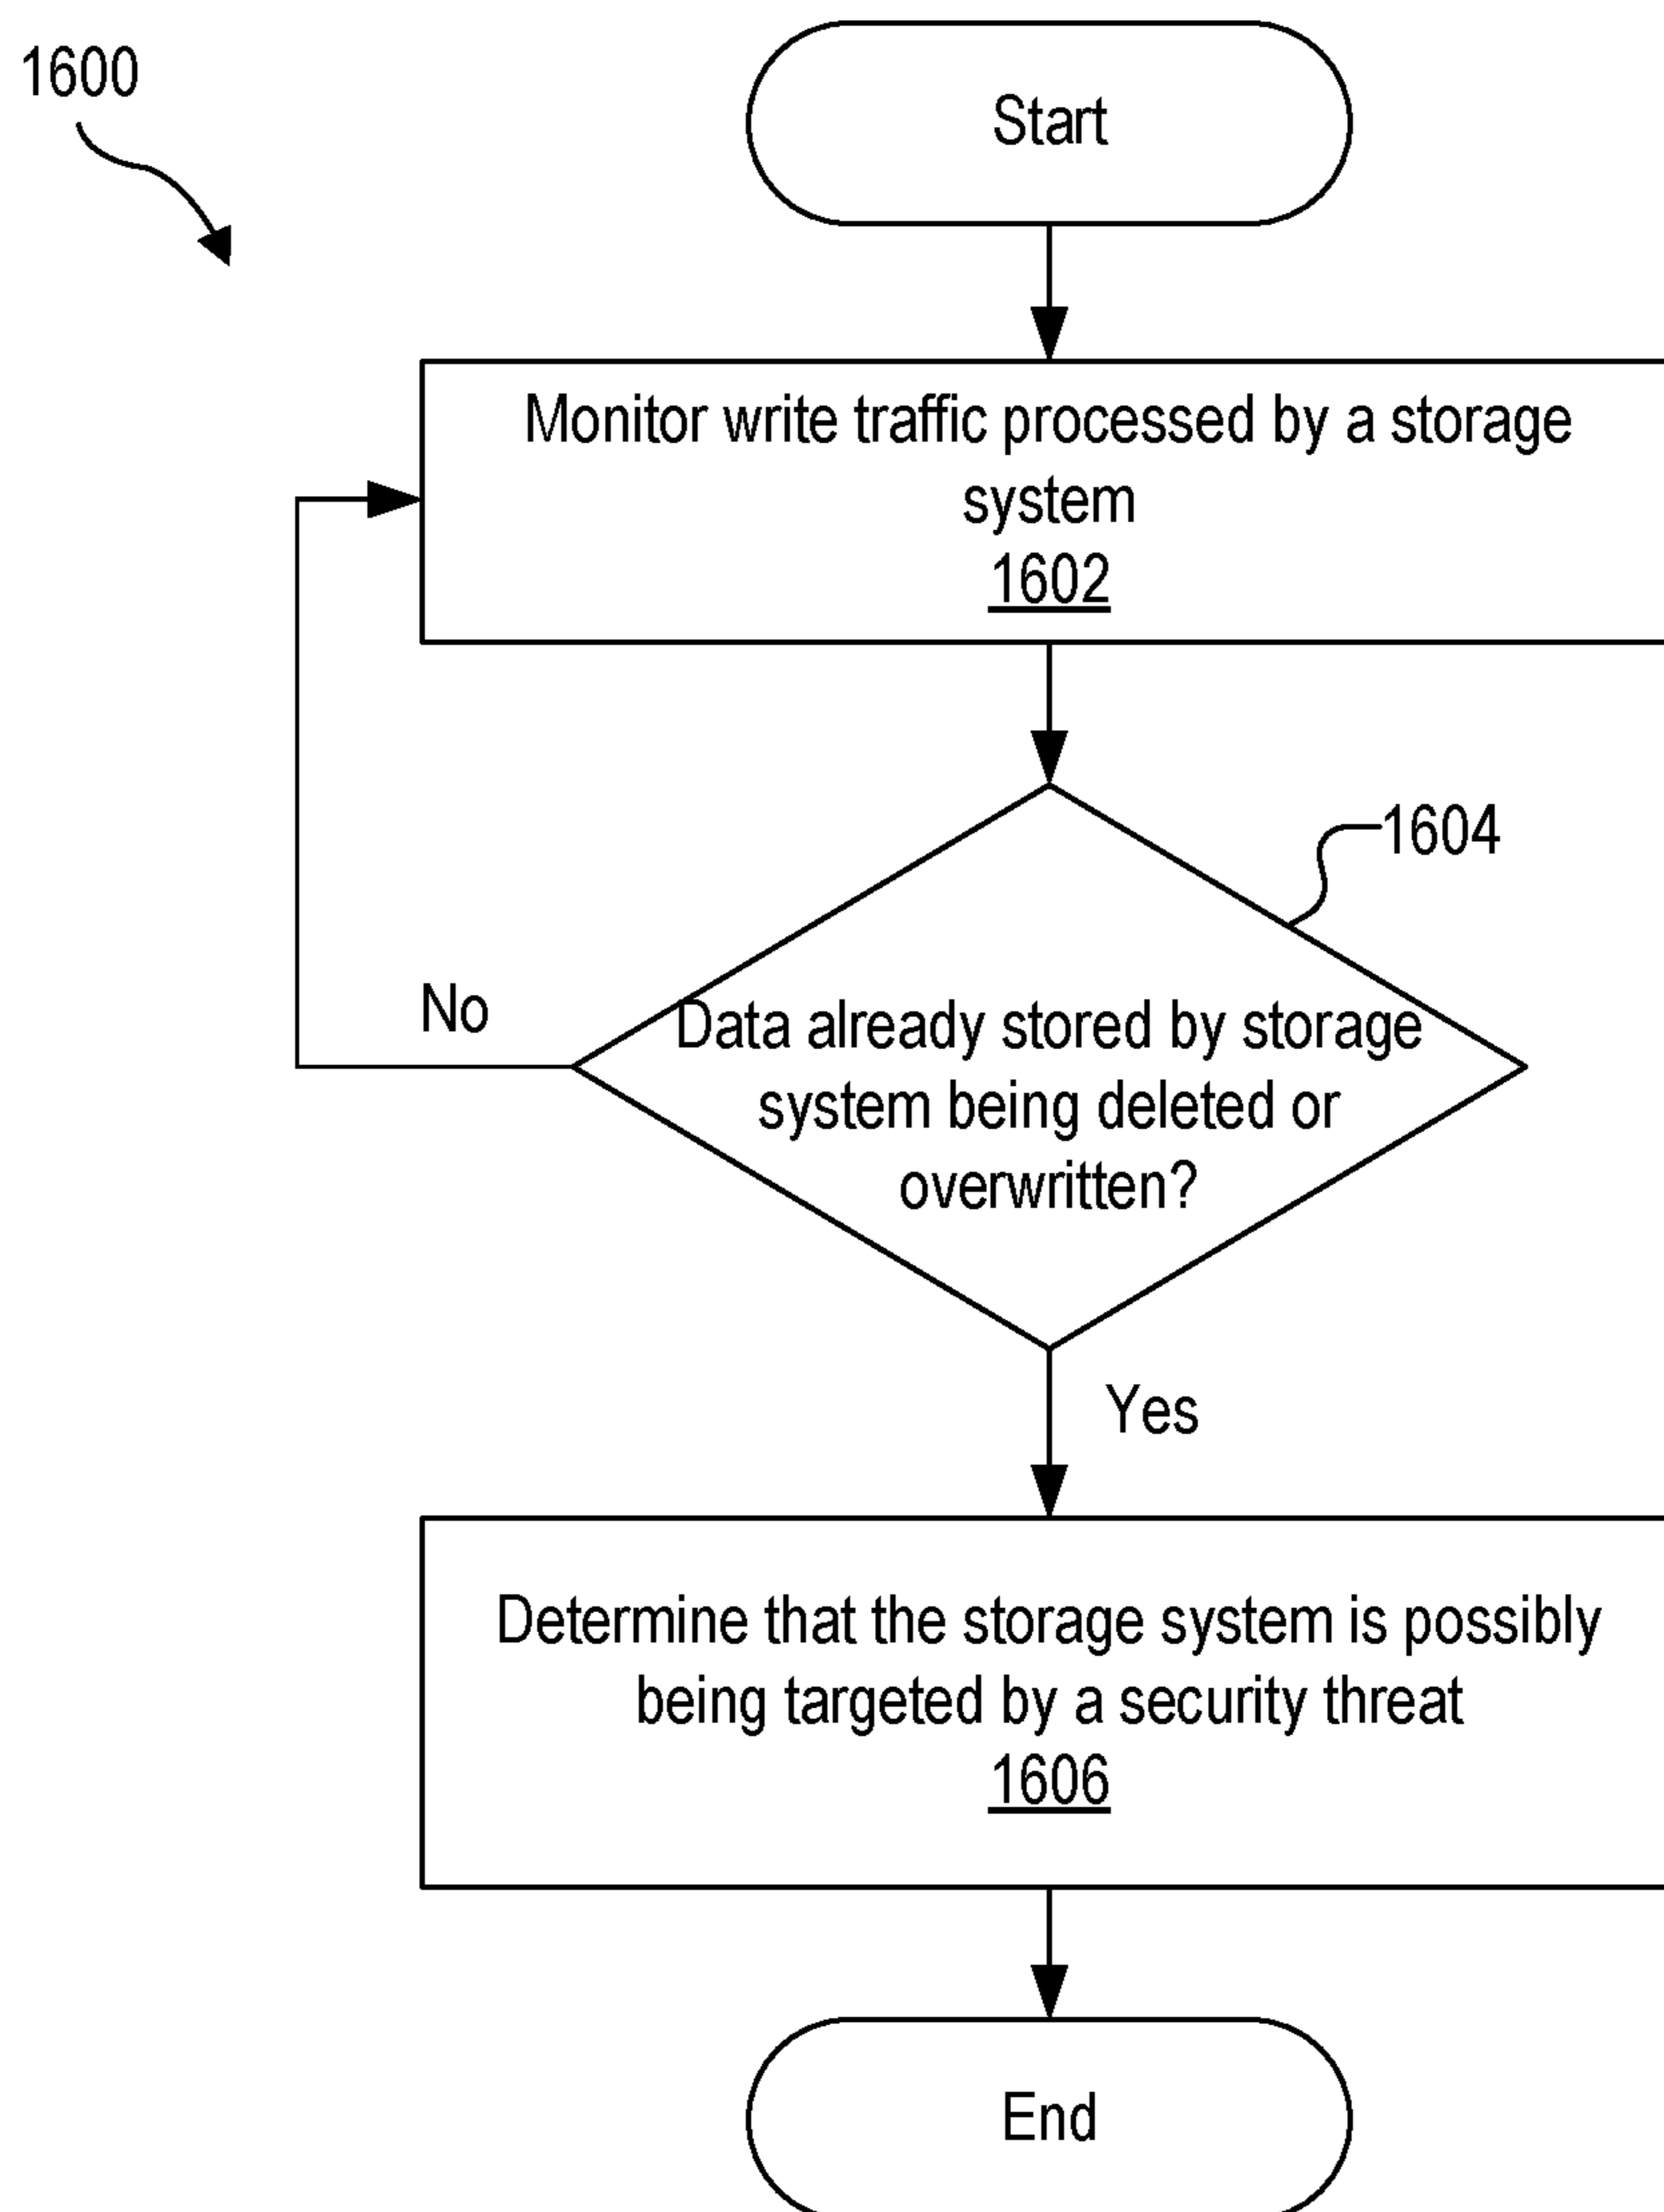 1600
Start
Monitor write traffic processed by a storage
system
1602
1604
No
Data already stored by storage
system being deleted or
overwritten?
Yes
Determine that the storage system is possibly
being targeted by a security threat
1606
End